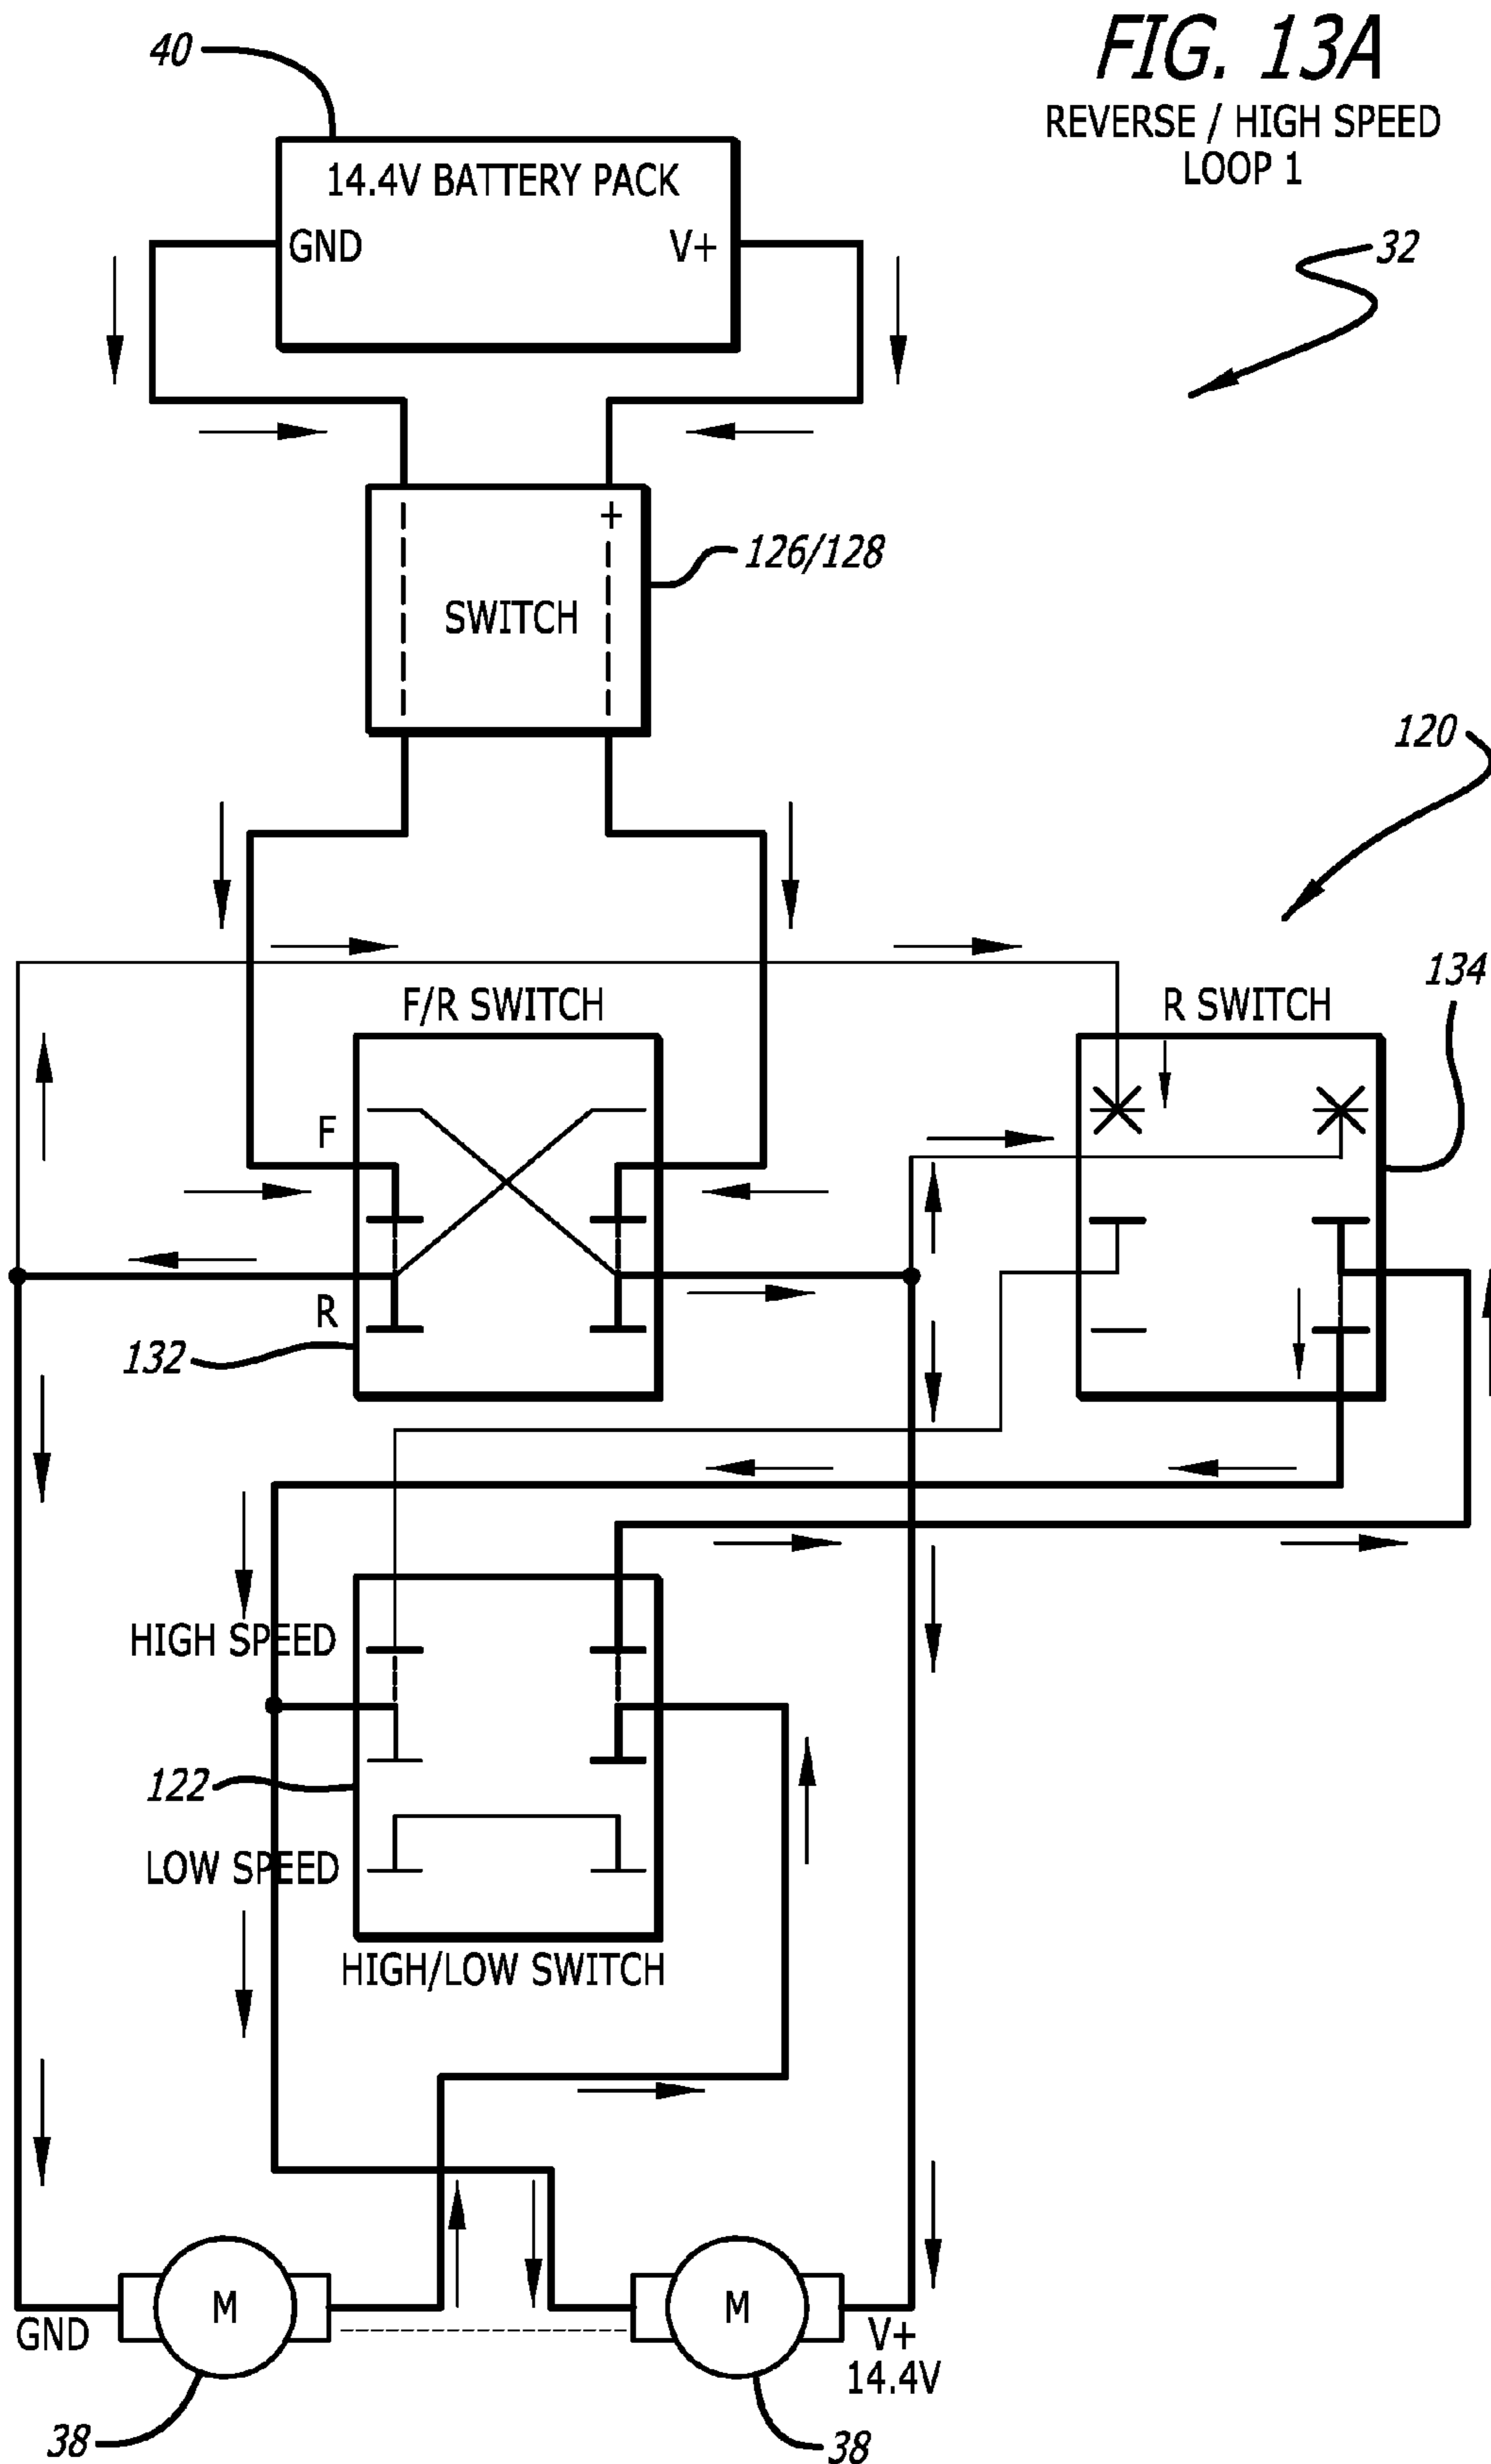 FIG. 13A
REVERSE / HIGH SPEED
LOOP 1
40
14.4V BATTERY PACK
GND
V+
32
+
SWITCH
126/128
120
134
F/R SWITCH
R SWITCH
F
R
132
HIGH SPEED
122
LOW SPEED
HIGH/LOW SWITCH
M
M
GND
V+
14.4V
38
38